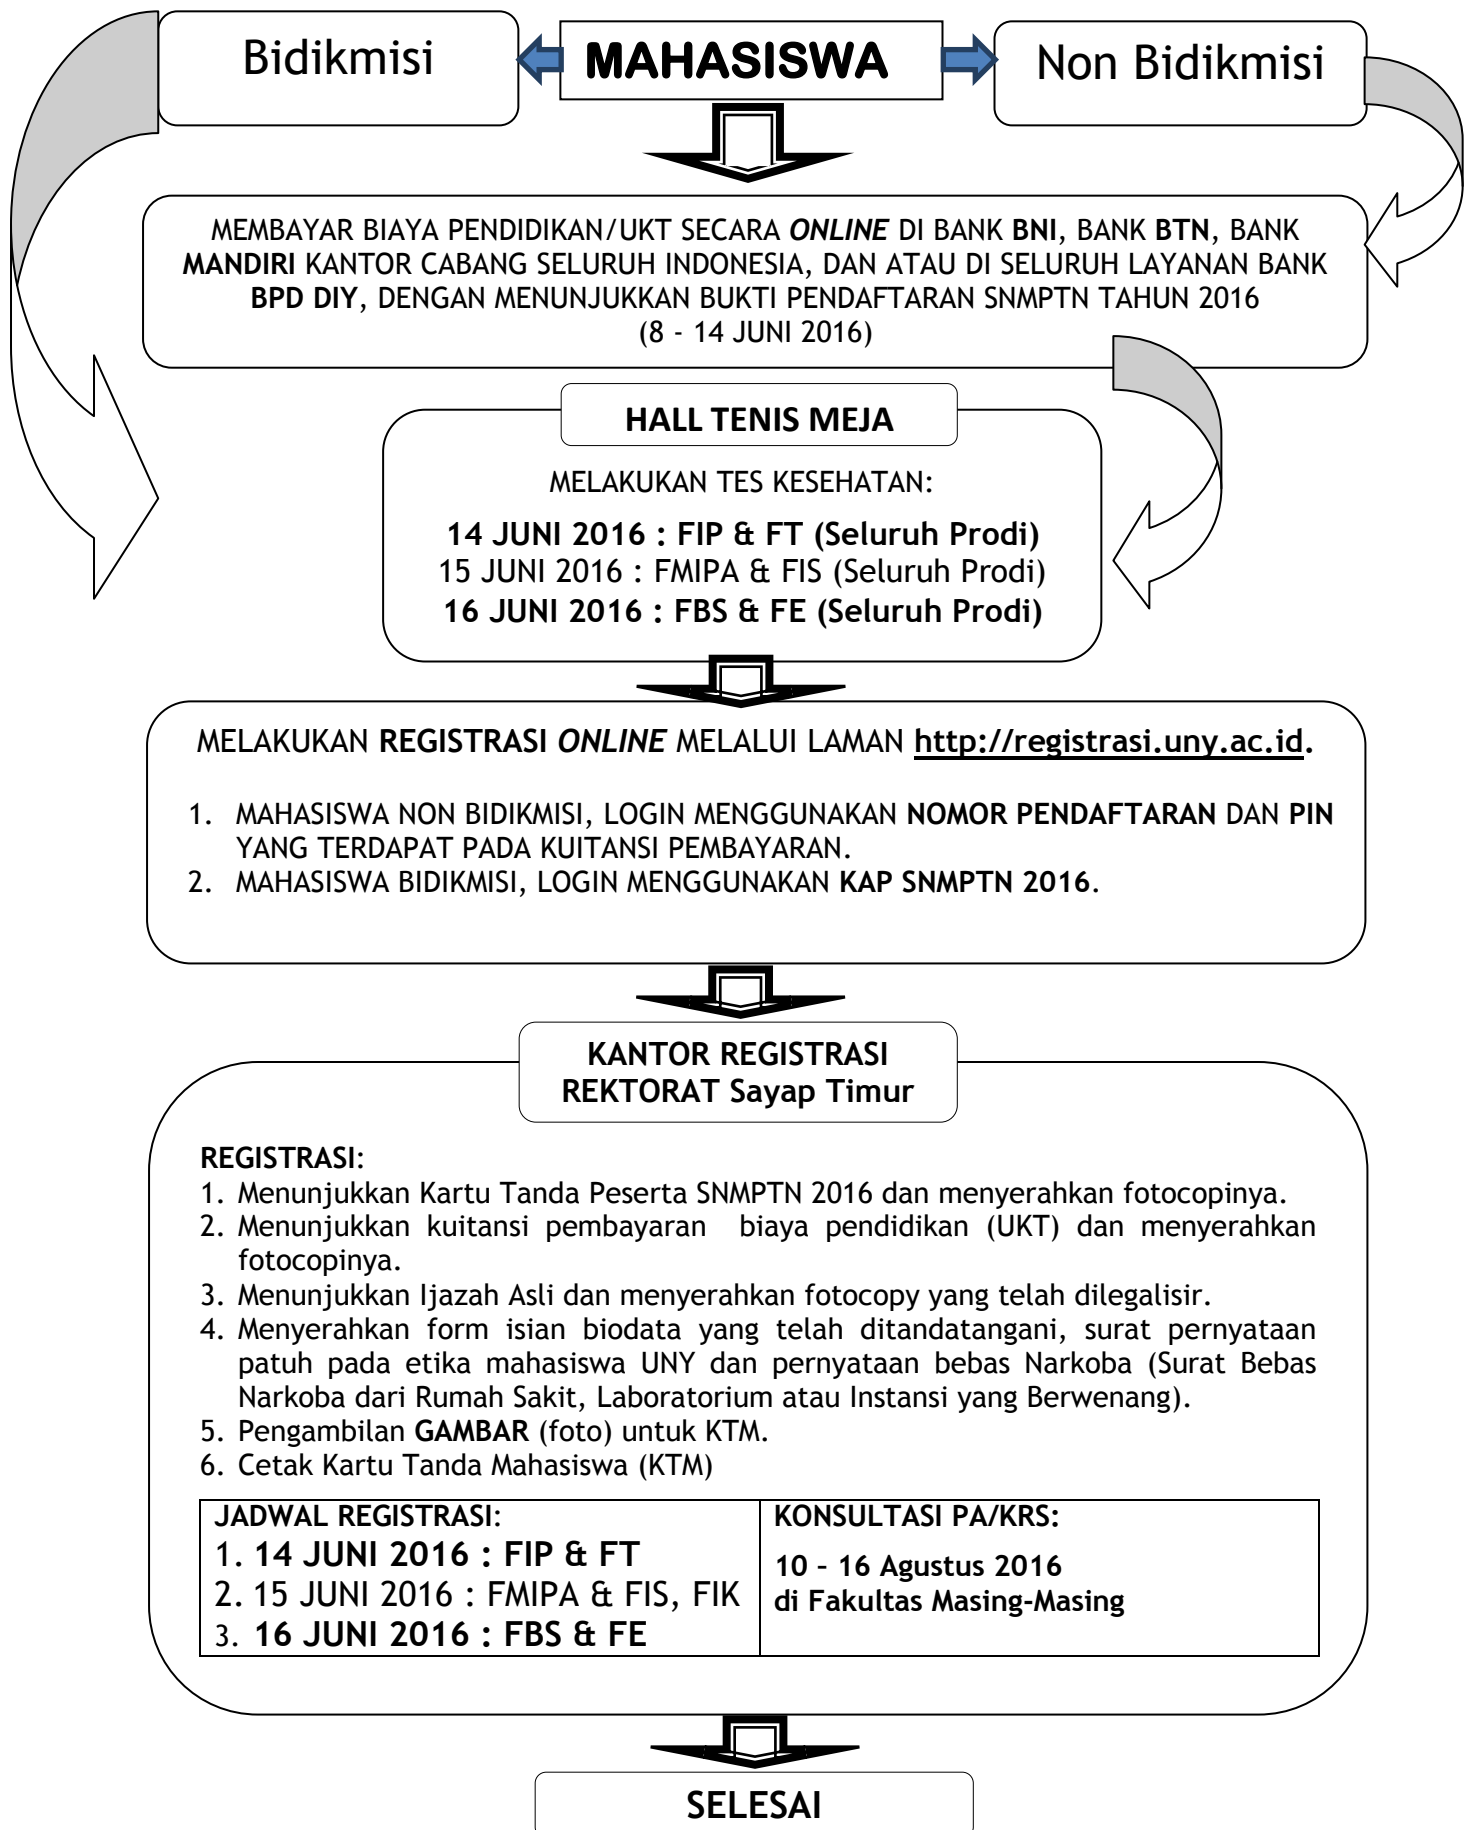 Bidikmisi
MAHASISWA
Non Bidikmisi
MEMBAYAR BIAYA PENDIDIKAN/UKT SECARA ONLINE DI BANK BNI, BANK BTN, BANK
MANDIRI KANTOR CABANG SELURUH INDONESIA, DAN ATAU DI SELURUH LAYANAN BANK
BPD DIY, DENGAN MENUNJUKKAN BUKTI PENDAFTARAN SNMPTN TAHUN 2016
(8 - 14 JUNI 2016)
HALL TENIS MEJA
MELAKUKAN TES KESEHATAN:
14 JUNI 2016 : FIP & FT (Seluruh Prodi)
15 JUNI 2016 : FMIPA & FIS (Seluruh Prodi)
16 JUNI 2016 : FBS & FE (Seluruh Prodi)
MELAKUKAN REGISTRASI ONLINE MELALUI LAMAN http://registrasi.uny.ac.id.
1. MAHASISWA NON BIDIKMISI, LOGIN MENGGUNAKAN NOMOR PENDAFTARAN DAN PIN
YANG TERDAPAT PADA KUITANSI PEMBAYARAN.
2. MAHASISWA BIDIKMISI, LOGIN MENGGUNAKAN KAP SNMPTN 2016.
KANTOR REGISTRASI
REKTORAT Sayap Timur
REGISTRASI:
1. Menunjukkan Kartu Tanda Peserta SNMPTN 2016 dan menyerahkan fotocopinya.
2. Menunjukkan kuitansi pembayaran biaya pendidikan (UKT) dan menyerahkan
fotocopinya.
3. Menunjukkan Ijazah Asli dan menyerahkan fotocopy yang telah dilegalisir.
4. Menyerahkan form isian biodata yang telah ditandatangani, surat pernyataan
patuh pada etika mahasiswa UNY dan pernyataan bebas Narkoba (Surat Bebas
Narkoba dari Rumah Sakit, Laboratorium atau Instansi yang Berwenang).
5. Pengambilan GAMBAR (foto) untuk KTM.
6. Cetak Kartu Tanda Mahasiswa (KTM)
JADWAL REGISTRASI:
1. 14 JUNI 2016 : FIP & FT
2. 15 JUNI 2016 : FMIPA & FIS, FIK
3. 16 JUNI 2016 : FBS & FE
KONSULTASI PA/KRS:
10 – 16 Agustus 2016
di Fakultas Masing-Masing
SELESAI